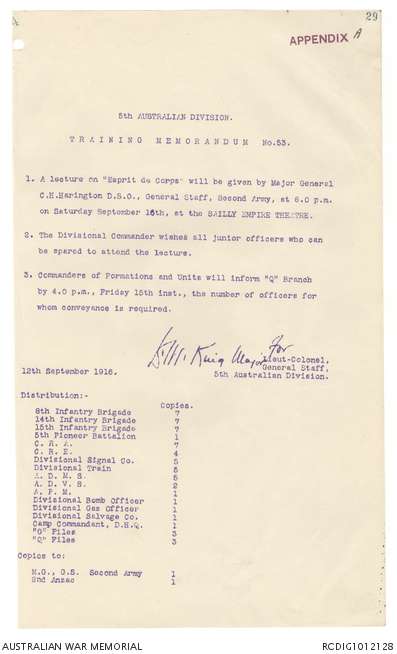 29
APPENDIX A
5th AUSTRALIAN DIVISION.
TRAINING MEMORANDUM No.53.
1. A lecture on "Esprit de Corps" will be given by Major General
C.H.Harington D.S.O., General Staff, Second Army, at 6.0 p.m.
on Saturday September 16th, at the SAILLY EMPIRE THEATRE.
2. The Divisional Commander wishes all junior officers who can
be spared to attend the lecture.
3. Commanders of Formations and Units will inform "Q" Branch
by 4.0 p.m., Friday 15th inst., the number of officers for
whom conveyance is required.
Major For
Lieut-Colonel,
General Staff,
12th September 1916. 5th Australian Division.
Distribution:-
Copies.
8th Infantry Brigade 7
14th Infantry Brigade 7
15th Infantry Brigade 7
5th Pioneer Battalion 1
C. R. A. 7
C. R. E. 4
Divisional Signal Co. 5
Divisional Train 5
A. D. M. S. 5
A. D. V. S. 2
A. P. M. 1
Divisional Bomb Officer 1
Divisional Gas Officer 1
Divisional Salvage Co. 1
Camp Commandant, D.H.Q. 1
"G" Files 3
"Q" Files 3
Copies to:
M.G., G.S. Second Army 1
2nd Anzac 1
AUSTRALIAN WAR MEMORIAL
RCDIG1012128